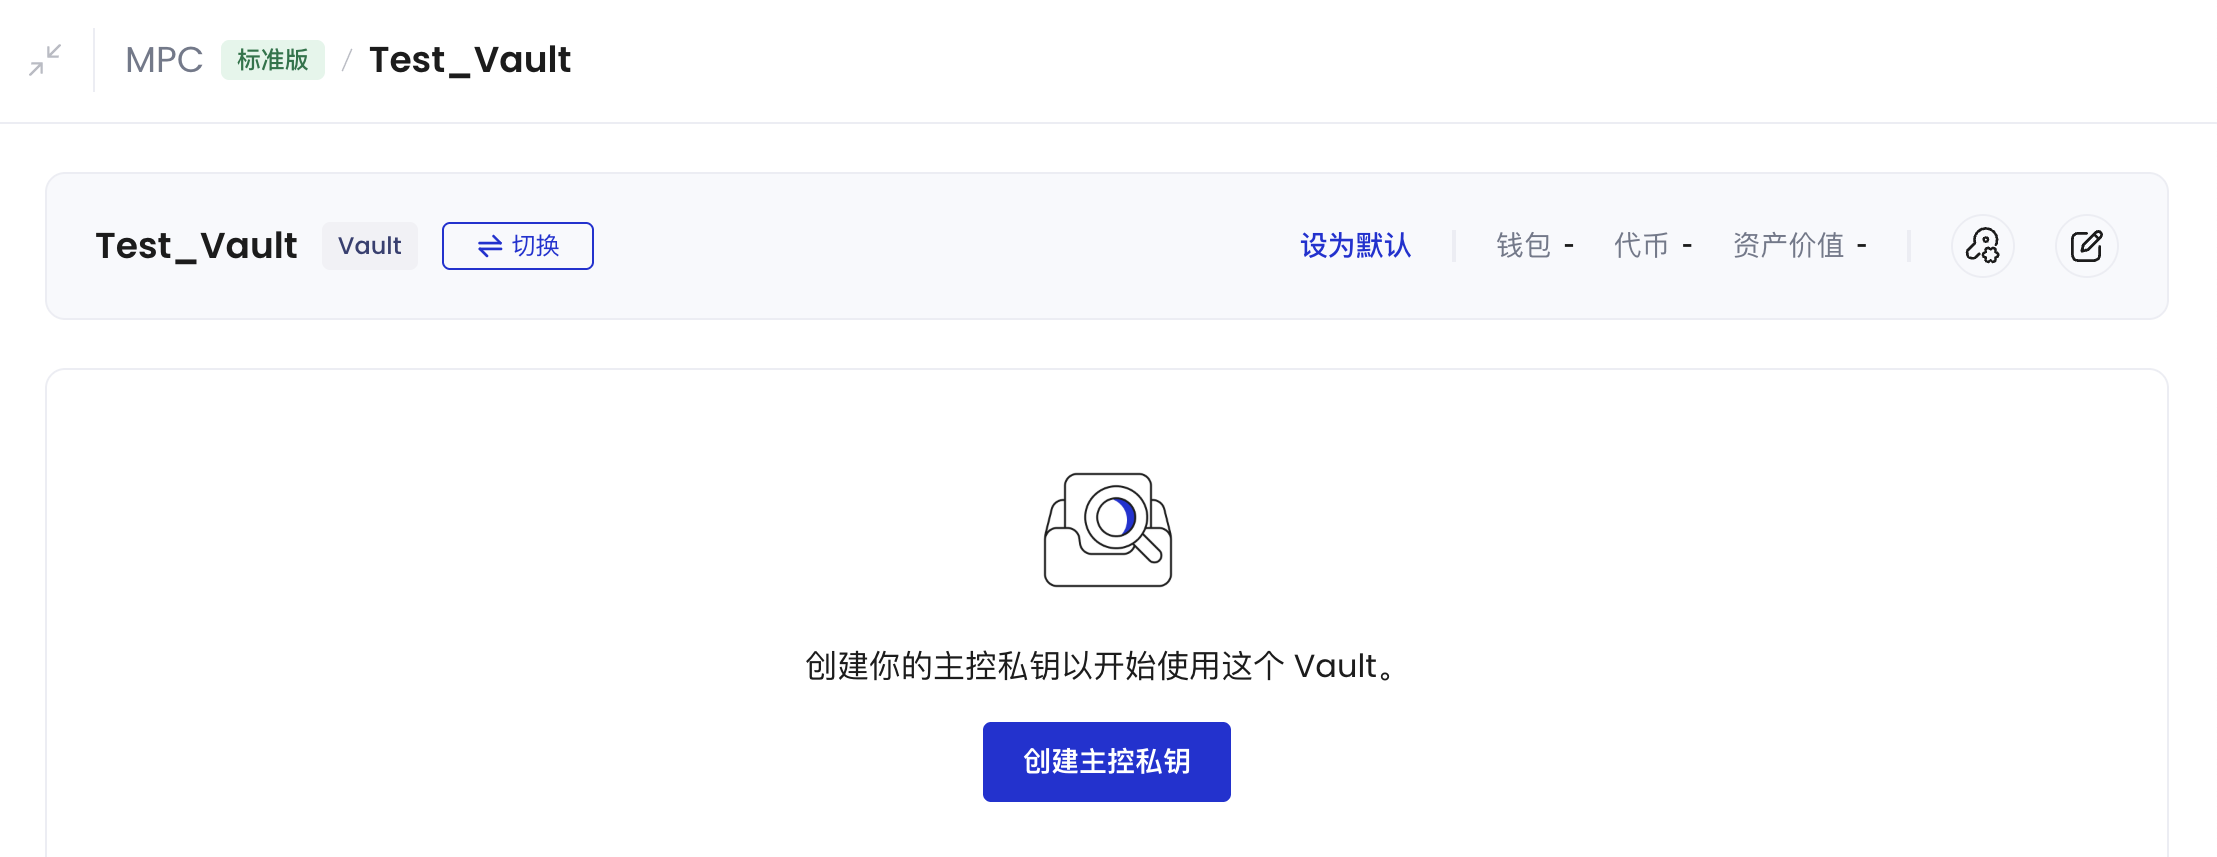 MPC 标准版 / Test_Vault
Test_Vault Vault 切换 设为默认 钱包 - 代币 - 资产价值 -
创建你的主控私钥以开始使用这个 Vault。
创建主控私钥